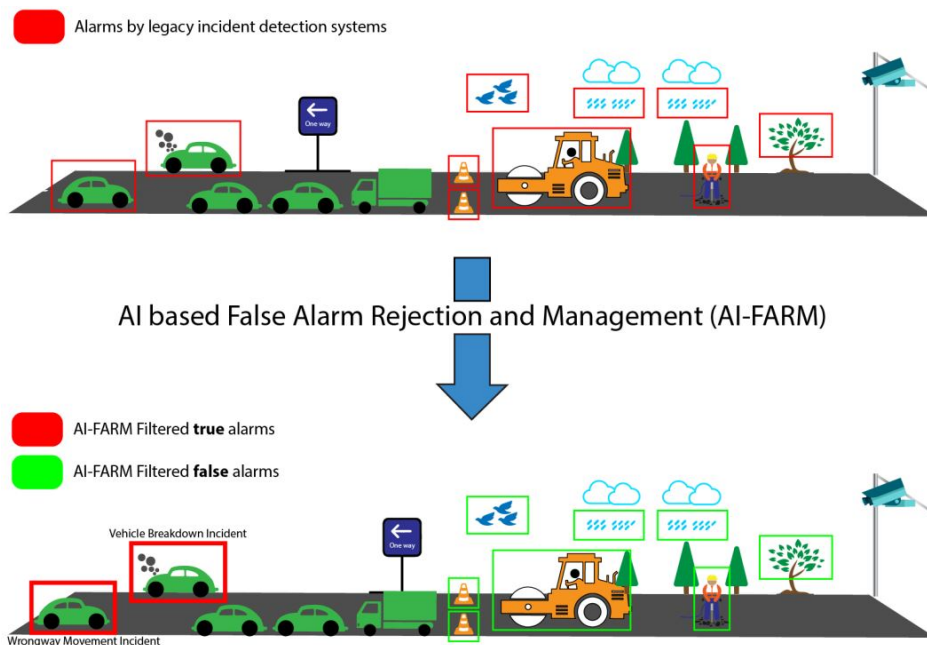 Alarms by legacy incident detection systems
One way
AI based False Alarm Rejection and Management (AI-FARM)
AI-FARM Filtered true alarms
AI-FARM Filtered false alarms
Vehicle Breakdown Incident
One way
Wrongway Movement Incident